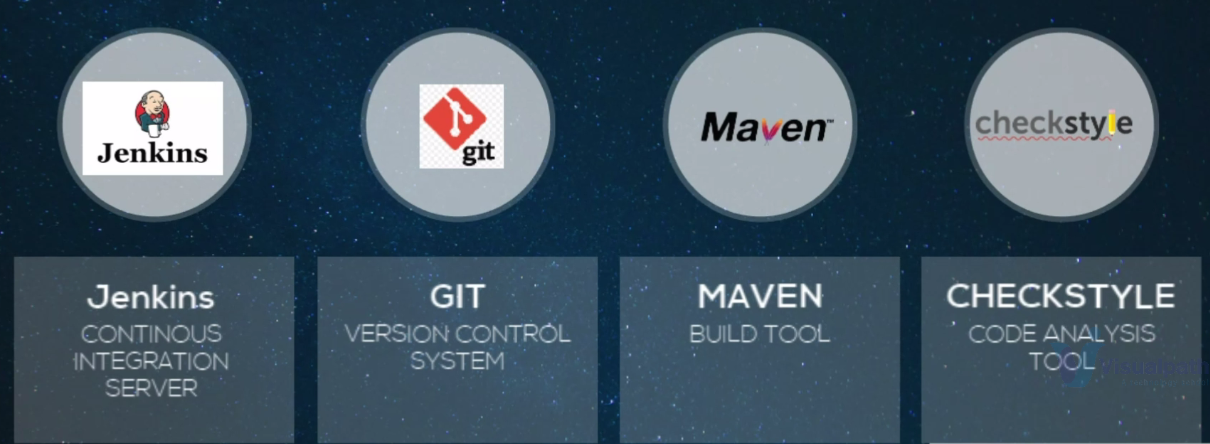 Jenkins
git
Maven™
checkstyle
Jenkins
CONTINOUS
INTEGRATION
SERVER
GIT
VERSION CONTROL
SYSTEM
MAVEN
BUILD TOOL
CHECKSTYLE
CODE ANALYSIS
TOOL